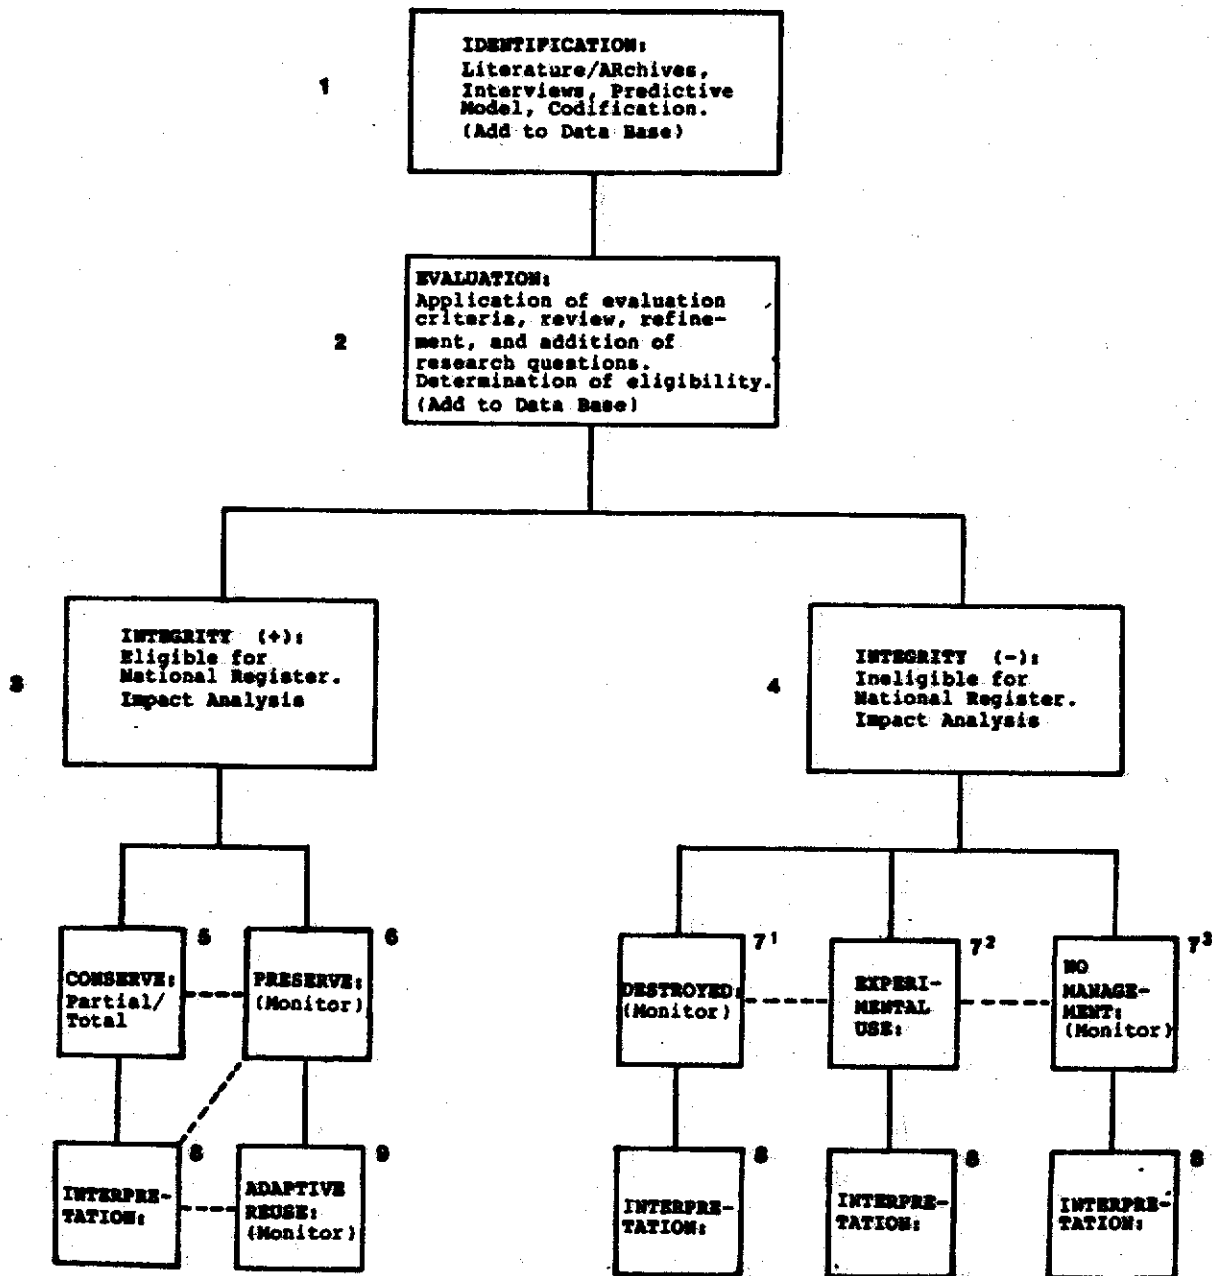 1
IDENTIFICATION:
Literature/ARchives,
Interviews, Predictive
Model, Codification.
(Add to Data Base)
2
EVALUATION:
Application of evaluation
criteria, review, refine-
ment, and addition of
research questions.
Determination of eligibility.
(Add to Data Base)
3
INTEGRITY (+):
Eligible for
National Register.
Impact Analysis
4
INTEGRITY (-):
Ineligible for
National Register.
Impact Analysis
5
CONSERVE:
Partial/
Total
6
PRESERVE:
(Monitor)
7¹
DESTROYED:
(Monitor)
7²
EXPERI-
MENTAL
USE:
7³
NO
MANAGE-
MENT:
(Monitor)
8
INTERPRE-
TATION:
9
ADAPTIVE
REUSE:
(Monitor)
8
INTERPRE-
TATION:
8
INTERPRE-
TATION:
8
INTERPRE-
TATION: